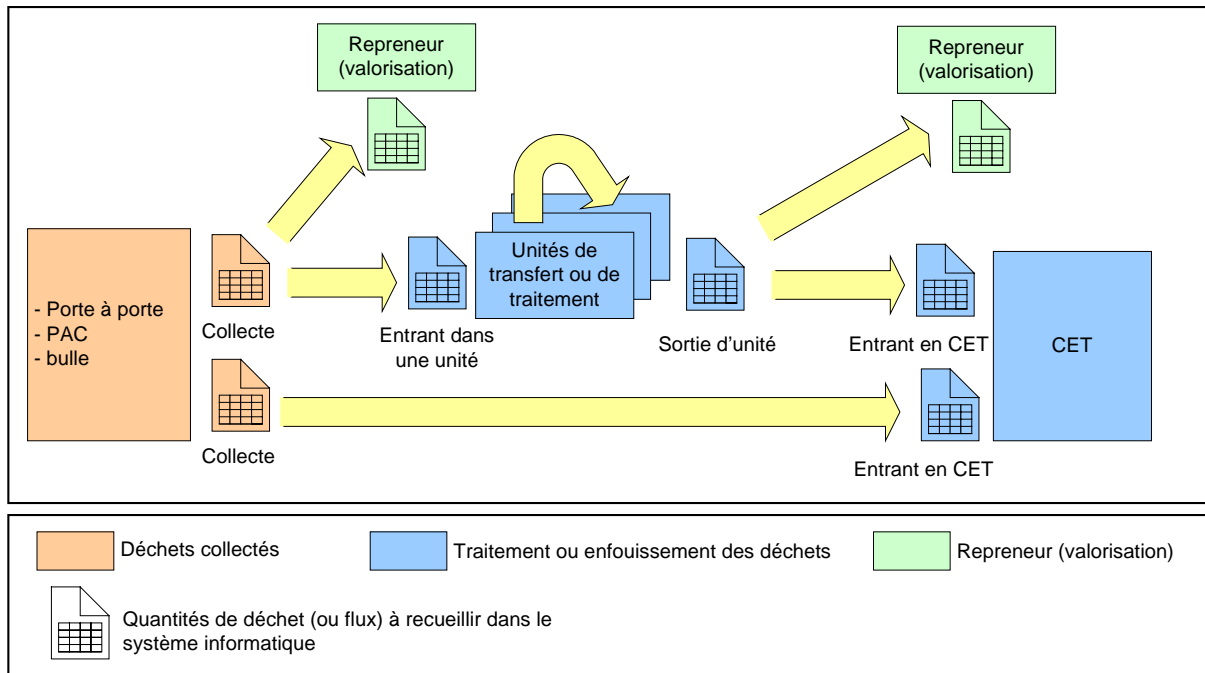 Repreneur
(valorisation)
Repreneur
(valorisation)
- Porte à porte
- PAC
- bulle
Collecte
Entrant dans
une unité
Unités de
transfert ou de
traitement
Sortie d'unité
Entrant en CET
CET
Collecte
Entrant en CET
Déchets collectés
Traitement ou enfouissement des déchets
Repreneur (valorisation)
Quantités de déchet (ou flux) à recueillir dans le
système informatique